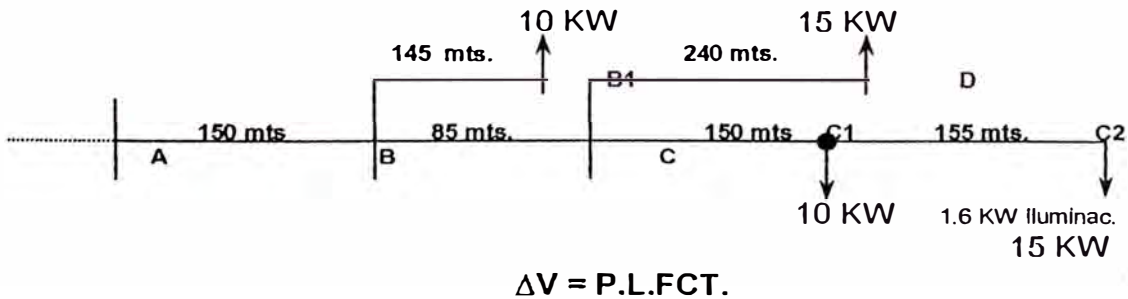 10 KW
15 KW
145 mts.
240 mts.
B1
D
150 mts
85 mts.
150 mts
C1
155 mts.
C2
A
B
C
10 KW
1.6 KW Iluminac.
15 KW
ΔV = P.L.FCT.